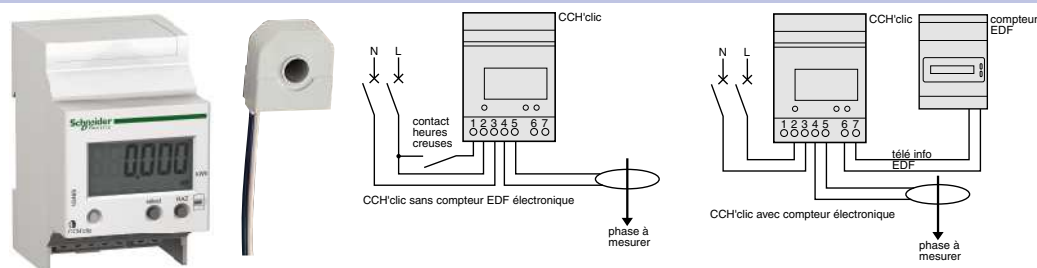 Schneider
Electric
0,000
kWh
select
RAZ
CCH'clic
N L
contact
heures
creuses
1 2 3 4 5 6 7
CCH'clic sans compteur EDF électronique
phase à
mesurer
CCH'clic
compteur
EDF
N L
1 2 3 4 5 6 7
télé info
EDF
CCH'clic avec compteur électronique
phase à
mesurer